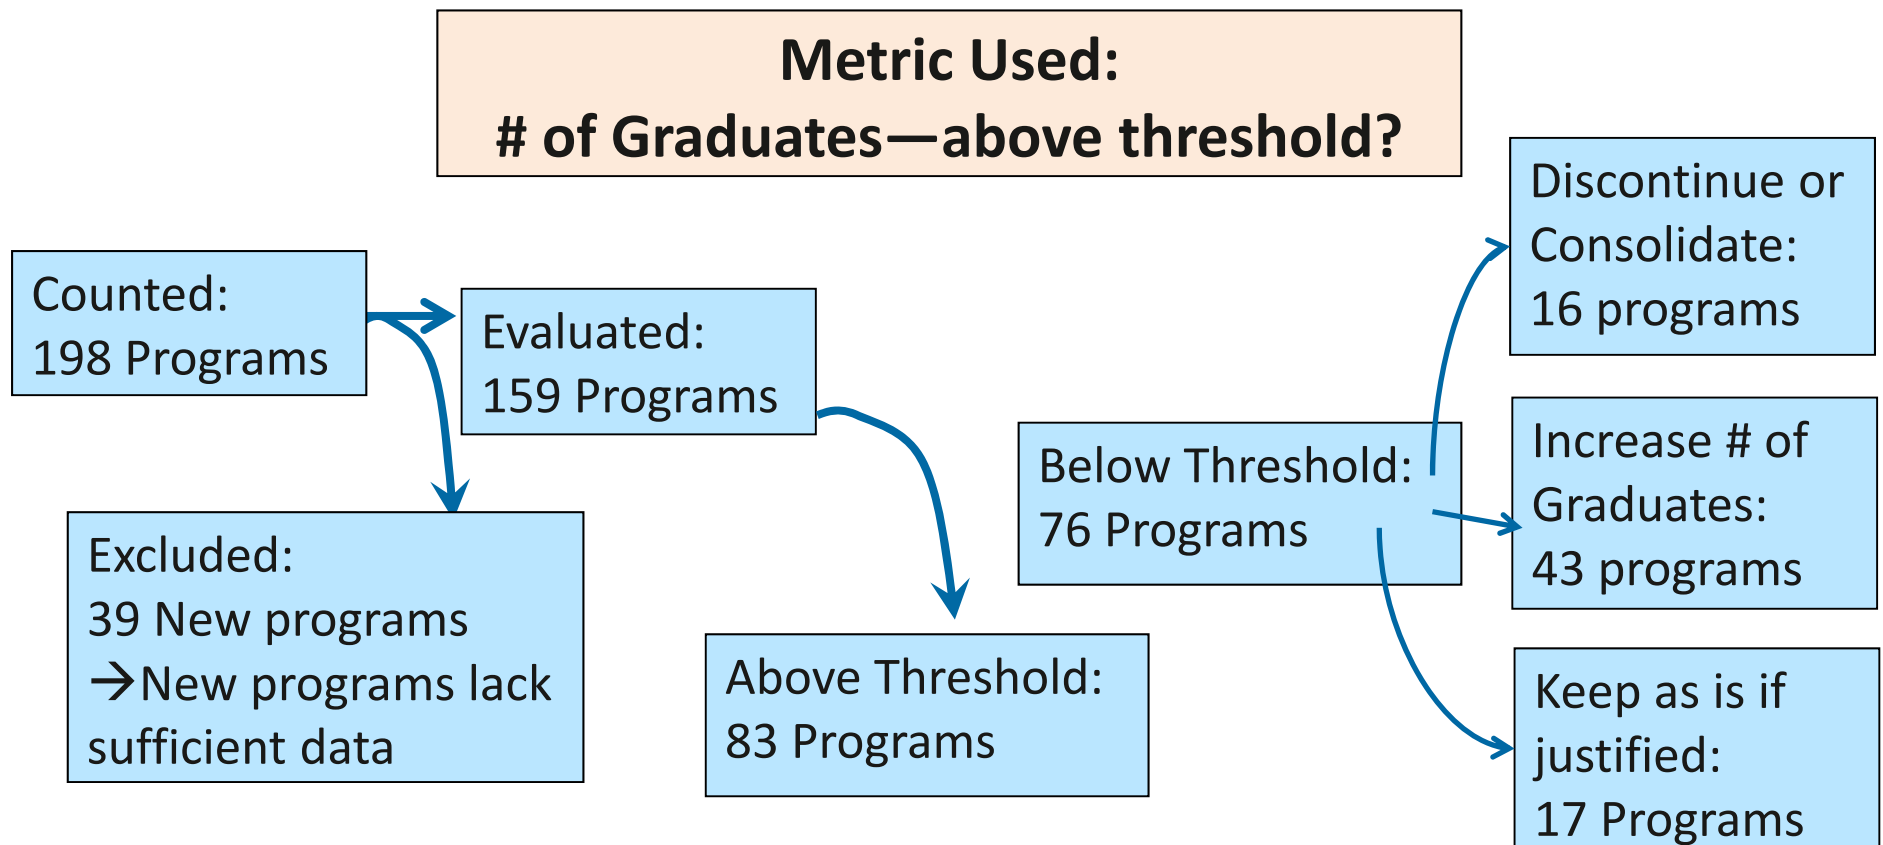 Metric Used:
# of Graduates—above threshold?
Counted:
198 Programs
Evaluated:
159 Programs
Excluded:
39 New programs
→New programs lack
sufficient data
Above Threshold:
83 Programs
Below Threshold:
76 Programs
Discontinue or
Consolidate:
16 programs
Increase # of
Graduates:
43 programs
Keep as is if
justified:
17 Programs